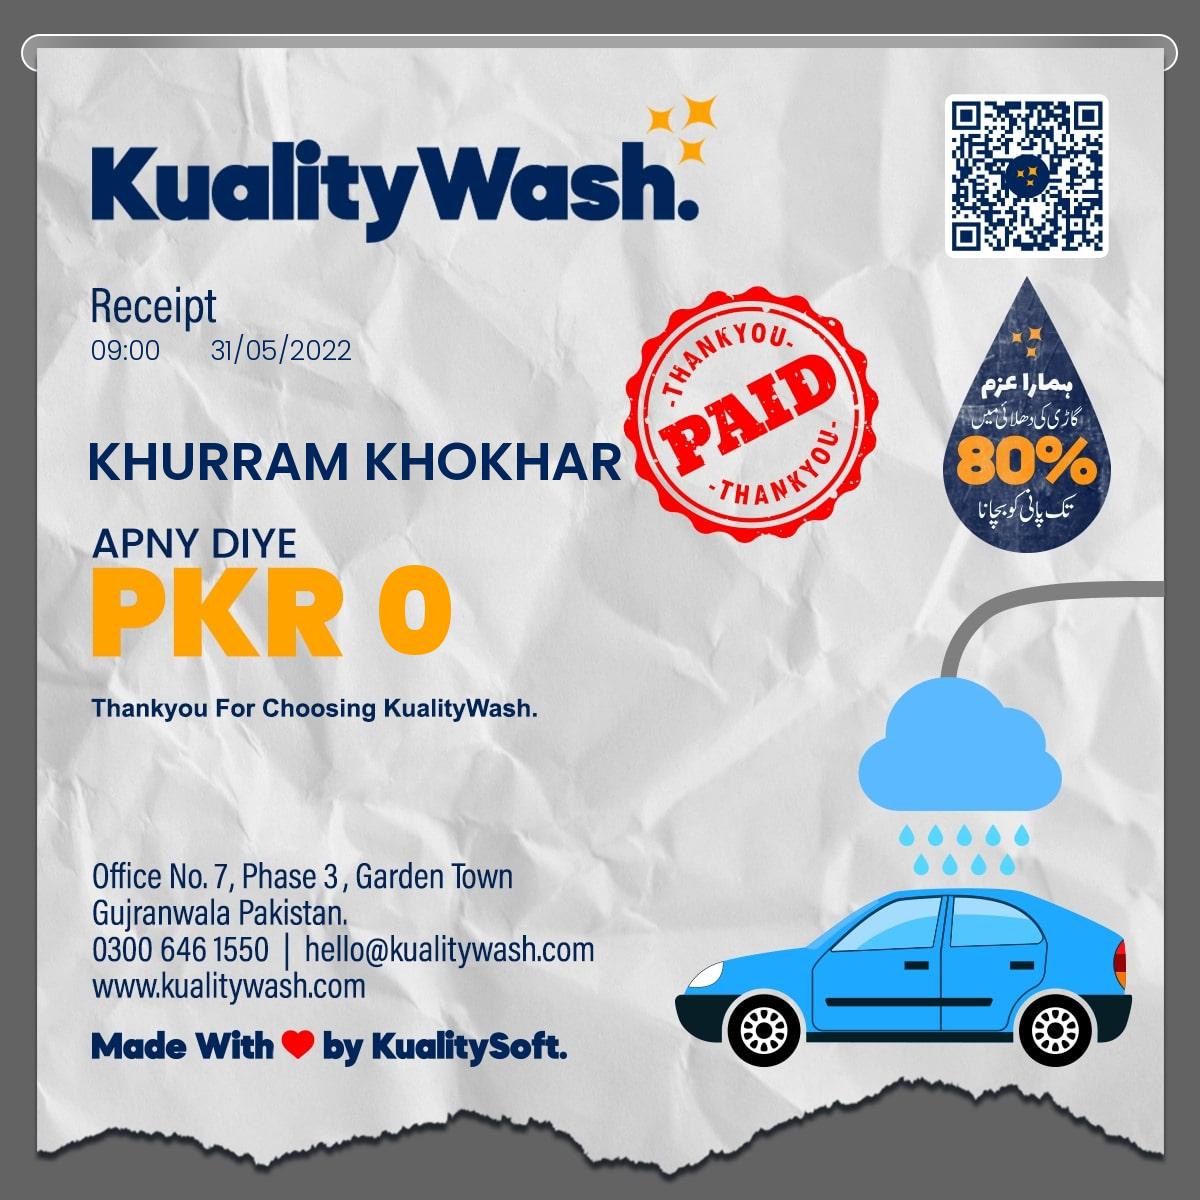 KualityWash.
Receipt
09:00 31/05/2022
KHURRAM KHOKHAR
-THANKYOU-
PAID
-THANKYOU-
ہمارا عزم
گاڑی کی دھلائی میں
80%
تک پانی کو بچانا
APNY DIYE
PKR 0
Thankyou For Choosing KualityWash.
Office No. 7, Phase 3, Garden Town
Gujranwala Pakistan.
0300 646 1550 | hello@kualitywash.com
www.kualitywash.com
Made With ❤ by KualitySoft.